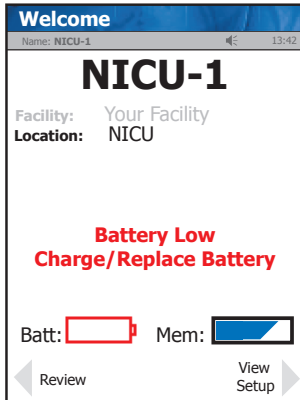 Welcome
Name: NICU-1 13:42
NICU-1
Facility: Your Facility
Location: NICU
Battery Low
Charge/Replace Battery
Batt: Mem:
Review
View
Setup